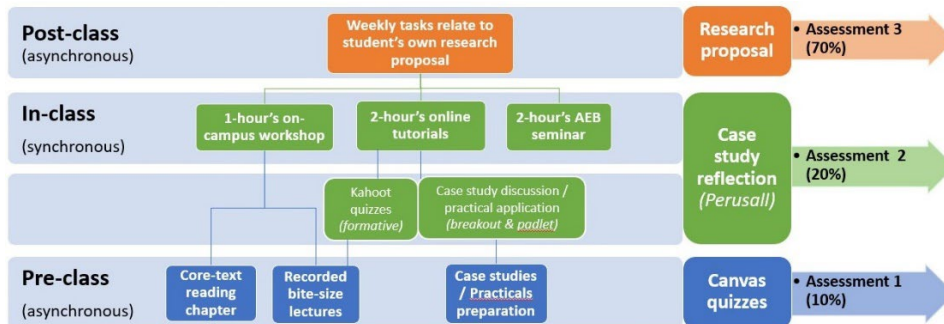 Post-class
(asynchronous)
Weekly tasks relate to
student's own research
proposal
Research
proposal
• Assessment 3
(70%)
In-class
(synchronous)
1-hour's on-
campus workshop
2-hour's online
tutorials
2-hour's AEB
seminar
Case
study
reflection
(Perusall)
• Assessment 2
(20%)
Kahoot
quizzes
(formative)
Case study discussion /
practical application
(breakout & padlet)
Pre-class
(asynchronous)
Core-text
reading
chapter
Recorded
bite-size
lectures
Case studies
/ Practicals
preparation
Canvas
quizzes
• Assessment 1
(10%)